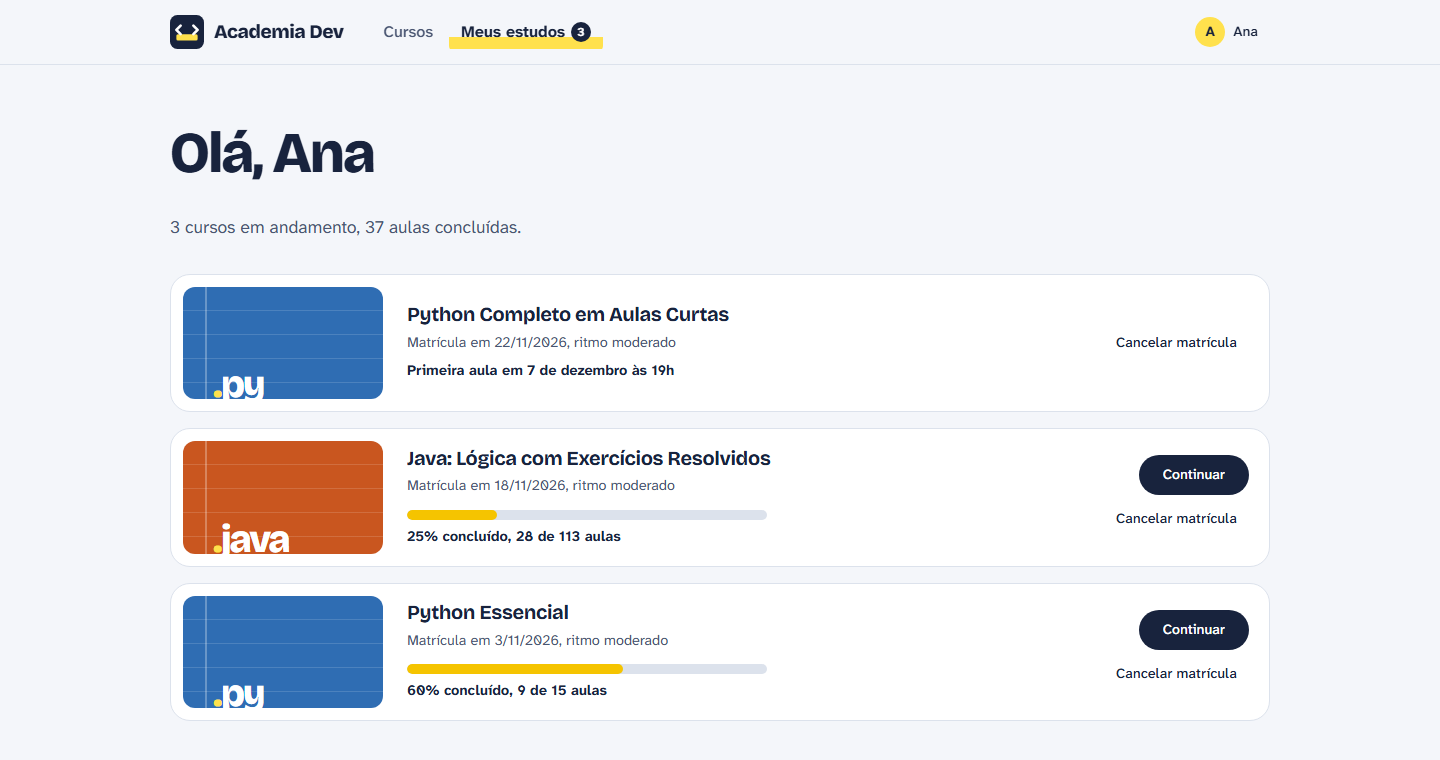 Academia Dev
Cursos
Meus estudos 3
A Ana
Olá, Ana
3 cursos em andamento, 37 aulas concluídas.
.py
Python Completo em Aulas Curtas
Matrícula em 22/11/2026, ritmo moderado
Primeira aula em 7 de dezembro às 19h
Cancelar matrícula
.java
Java: Lógica com Exercícios Resolvidos
Matrícula em 18/11/2026, ritmo moderado
25% concluído, 28 de 113 aulas
Continuar
Cancelar matrícula
.py
Python Essencial
Matrícula em 3/11/2026, ritmo moderado
60% concluído, 9 de 15 aulas
Continuar
Cancelar matrícula